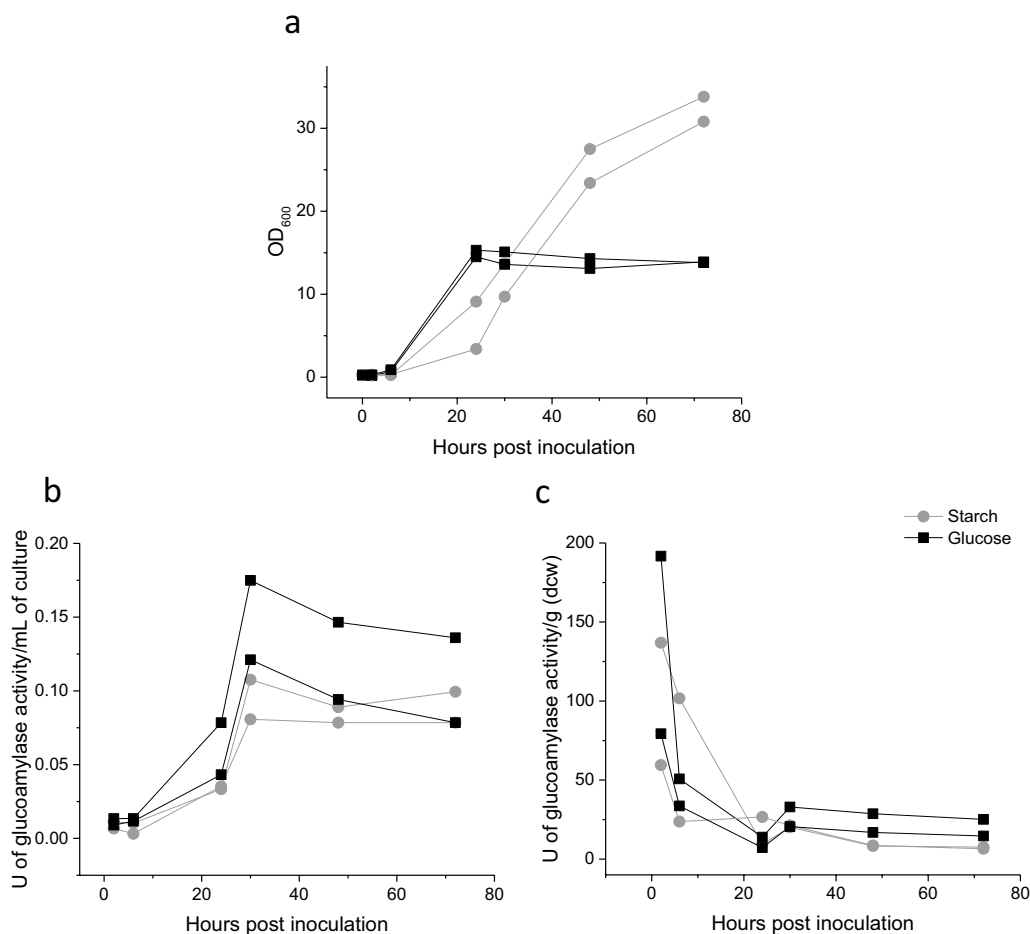 a
30
20
10
0
OD600
0 20 40 60 80
Hours post inoculation
b
0.20
0.15
0.10
0.05
0.00
U of glucoamylase activity/mL of culture
0 20 40 60 80
Hours post inoculation
c
Starch
Glucose
200
150
100
50
0
U of glucoamylase activity/g (dcw)
0 20 40 60 80
Hours post inoculation